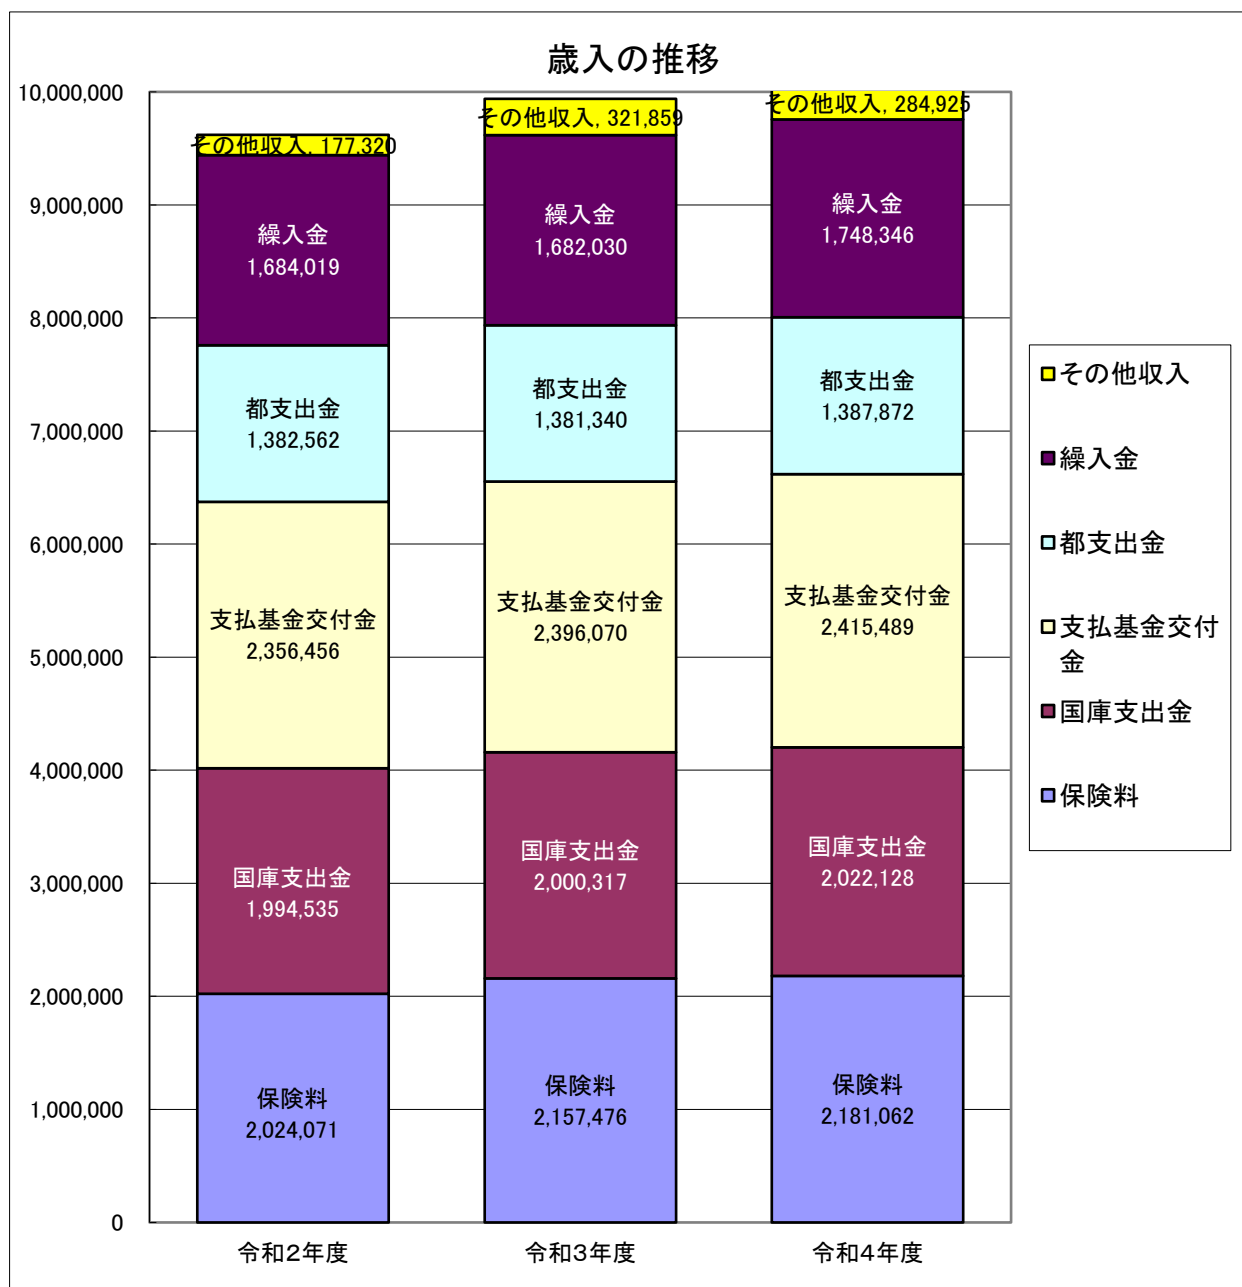 歳入の推移
10,000,000
9,000,000
8,000,000
7,000,000
6,000,000
5,000,000
4,000,000
3,000,000
2,000,000
1,000,000
0
その他収入, 177,320
繰入金
1,684,019
都支出金
1,382,562
支払基金交付金
2,356,456
国庫支出金
1,994,535
保険料
2,024,071
令和2年度
その他収入, 321,859
繰入金
1,682,030
都支出金
1,381,340
支払基金交付金
2,396,070
国庫支出金
2,000,317
保険料
2,157,476
令和3年度
その他収入, 284,925
繰入金
1,748,346
都支出金
1,387,872
支払基金交付金
2,415,489
国庫支出金
2,022,128
保険料
2,181,062
令和4年度
その他収入
繰入金
都支出金
支払基金交付
金
国庫支出金
保険料